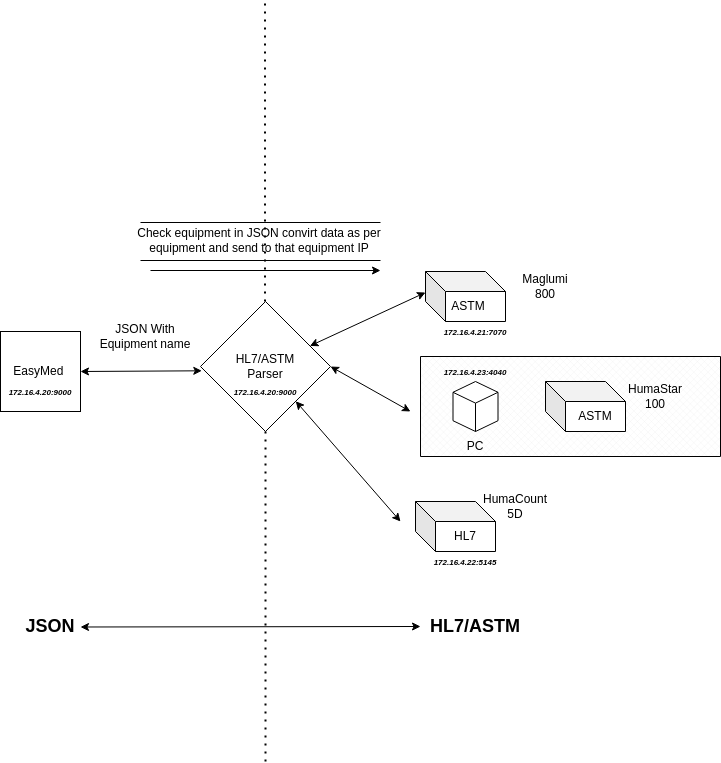 Check equipment in JSON convirt data as per
equipment and send to that equipment IP
Maglumi
800
ASTM
172.16.4.21:7070
JSON With
Equipment name
EasyMed
172.16.4.20:9000
HL7/ASTM
Parser
172.16.4.20:9000
172.16.4.23:4040
PC
HumaStar
100
ASTM
HumaCount
5D
HL7
172.16.4.22:5145
JSON
HL7/ASTM